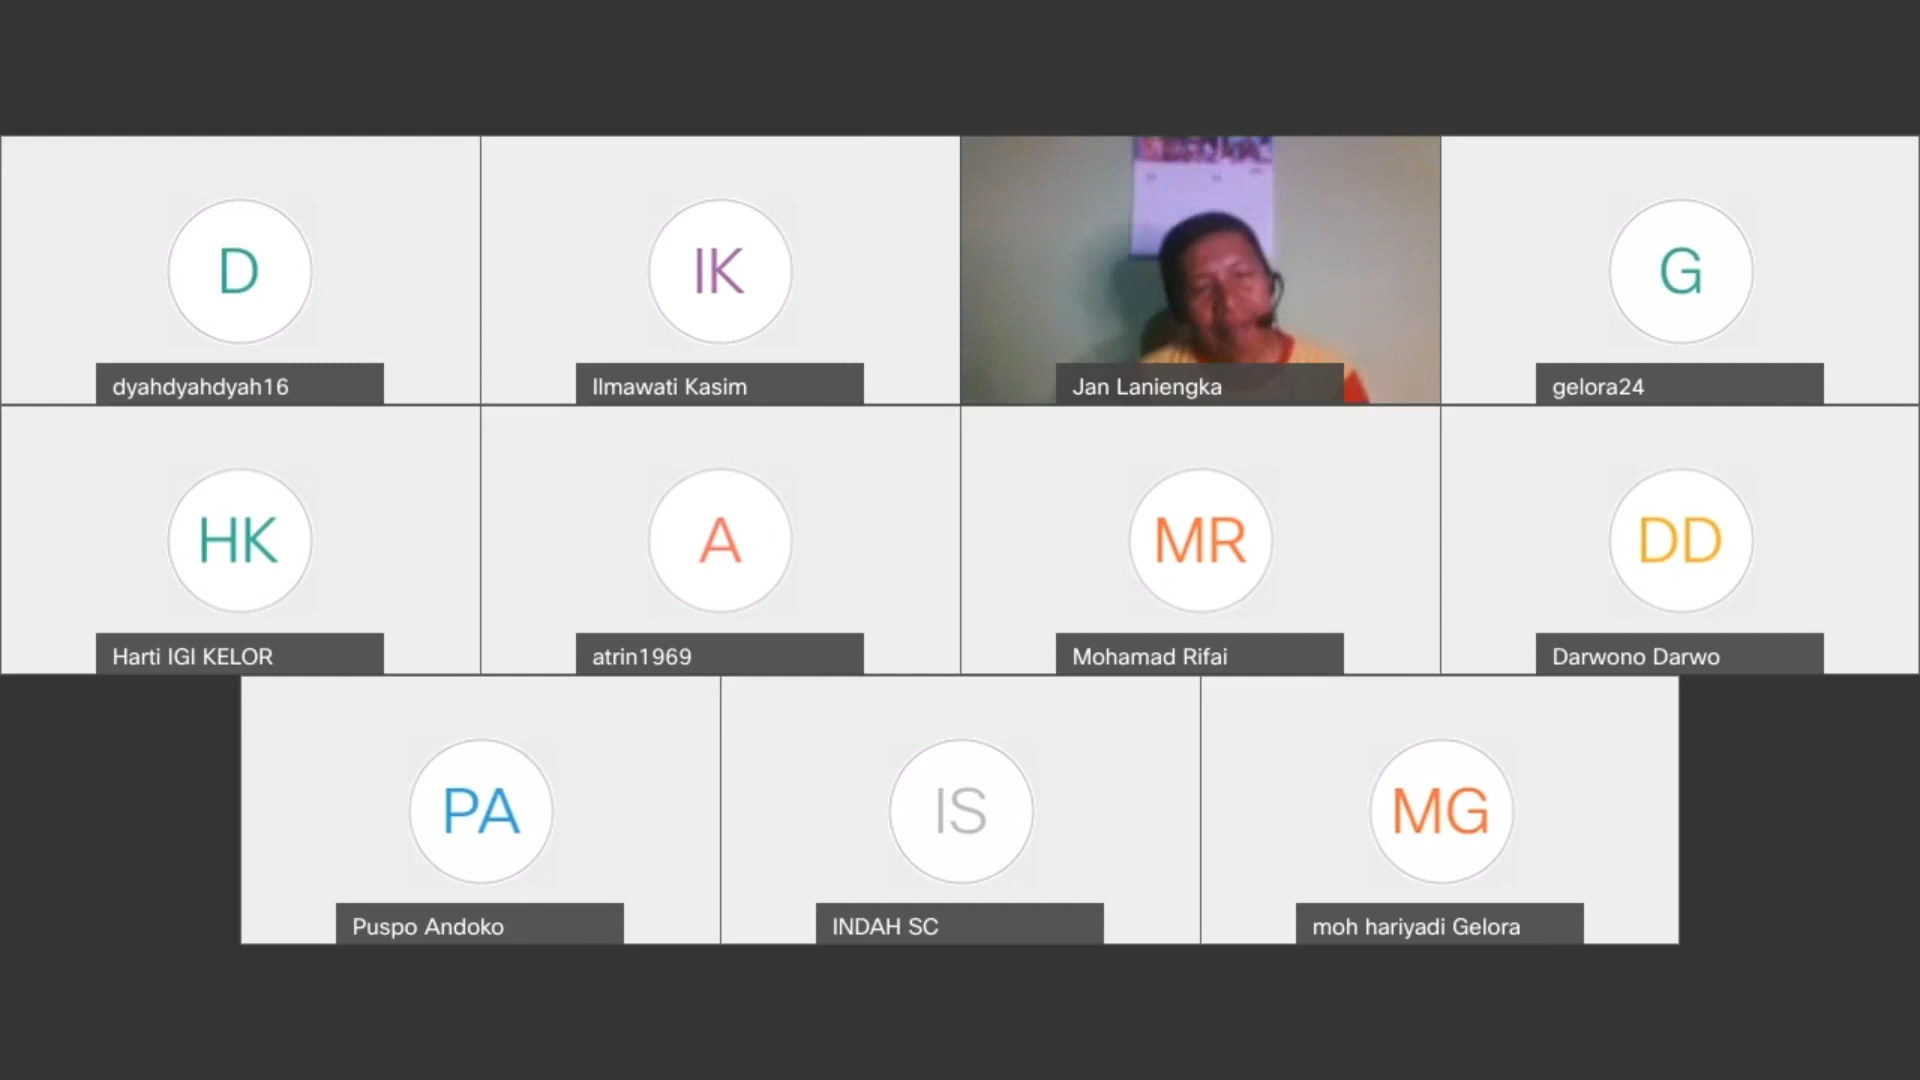 D
IK
G
dyahdyahdyah16
Ilmawati Kasim
Jan Laniengka
gelora24
HK
A
MR
DD
Harti IGI KELOR
atrin1969
Mohamad Rifai
Darwono Darwo
PA
IS
MG
Puspo Andoko
INDAH SC
moh hariyadi Gelora